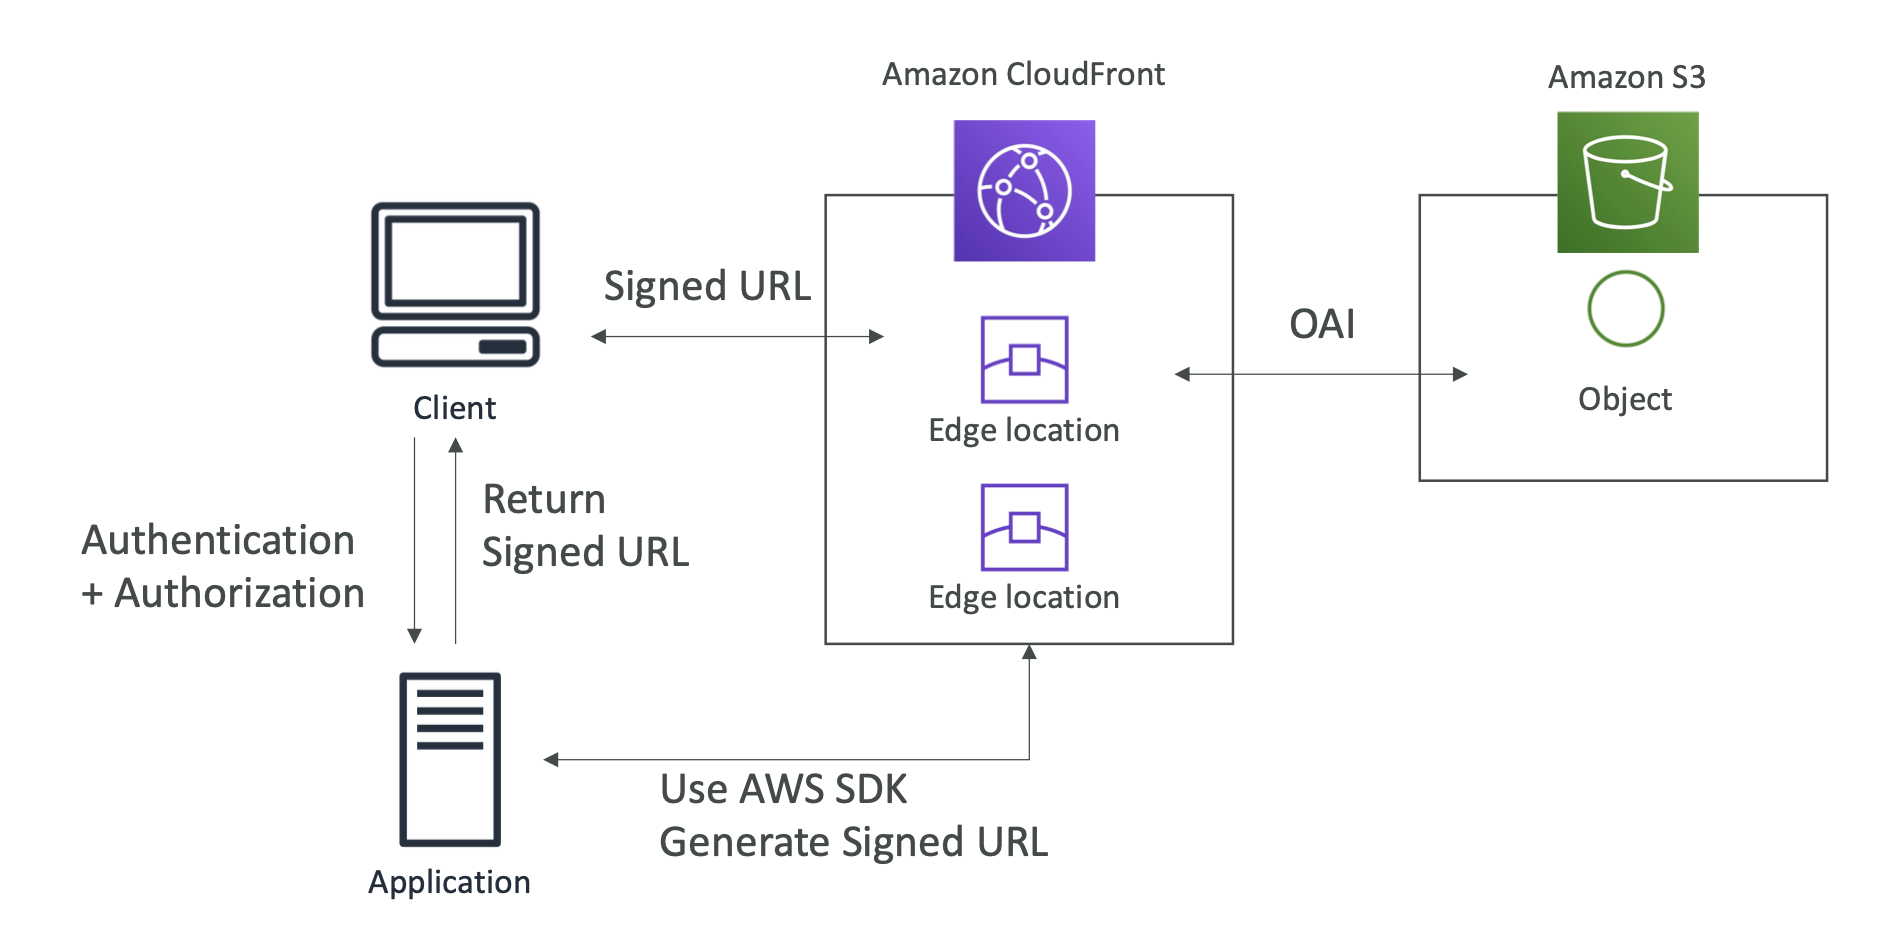 Amazon CloudFront
Amazon S3
Signed URL
OAI
Object
Client
Edge location
Return
Signed URL
Authentication
+ Authorization
Edge location
Use AWS SDK
Generate Signed URL
Application